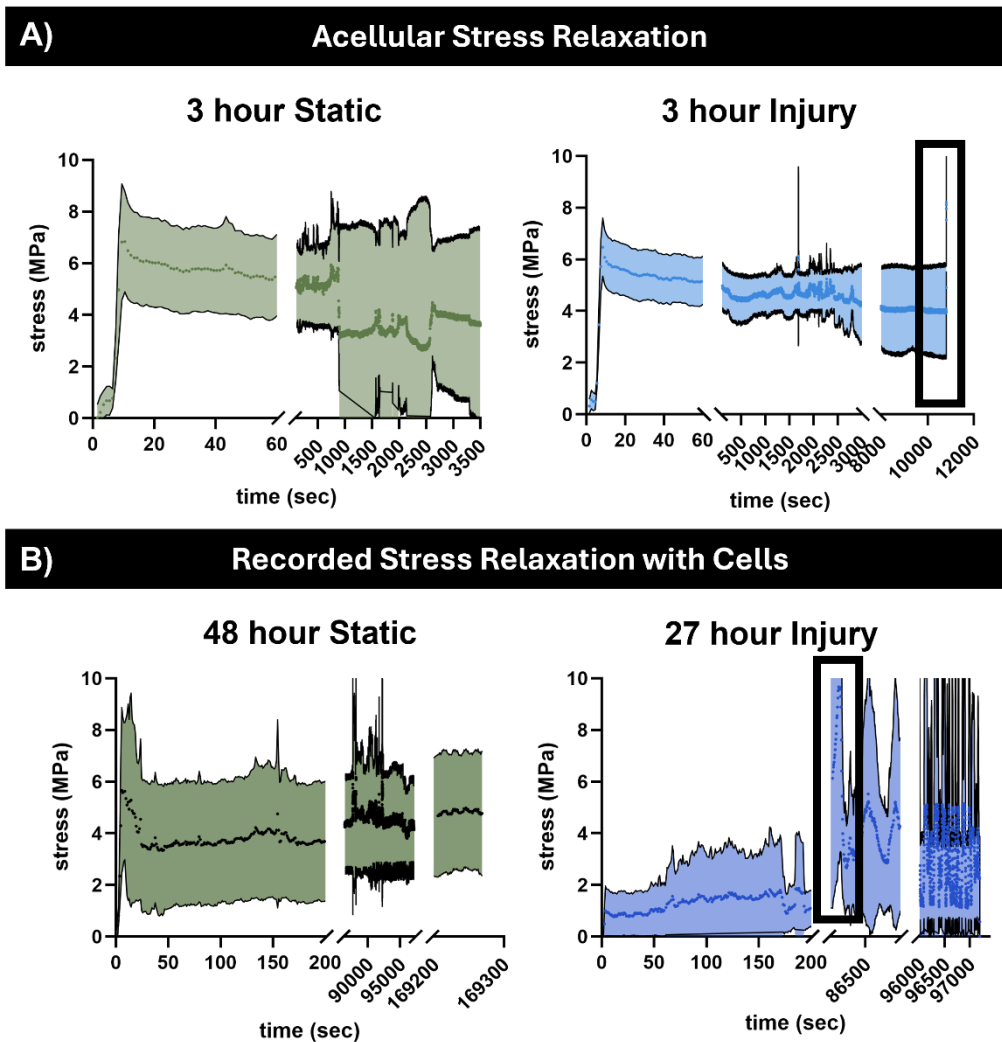 A) Acellular Stress Relaxation
3 hour Static
3 hour Injury
stress (MPa)
10
8
6
4
2
0
0 20 40 60 500 1000 1500 2000 2500 3000 3500
time (sec)
stress (MPa)
10
8
6
4
2
0
0 20 40 60 500 1000 1500 2000 2500 3000 8000 10000 12000
time (sec)
B) Recorded Stress Relaxation with Cells
48 hour Static
27 hour Injury
stress (MPa)
10
8
6
4
2
0
0 50 100 150 200 90000 95000 169200 169300
time (sec)
stress (MPa)
10
8
6
4
2
0
0 50 100 150 200 86500 96000 96500 97000
time (sec)